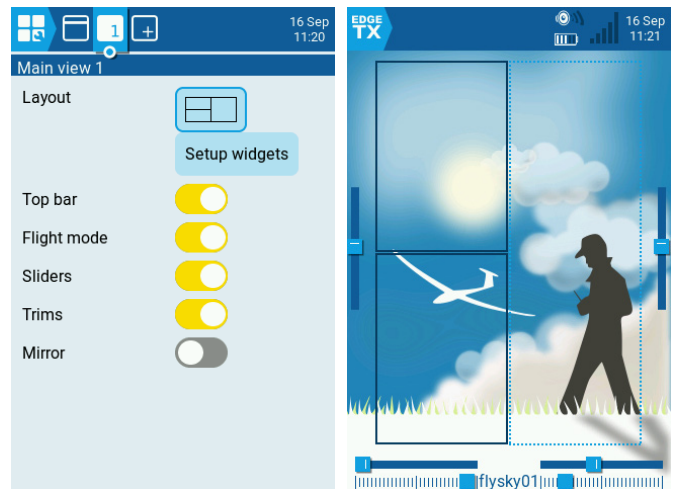 1
16 Sep
11:20
Main view 1
Layout
Setup widgets
Top bar
Flight mode
Sliders
Trims
Mirror
EDGE
TX
16 Sep
11:21
flysky01